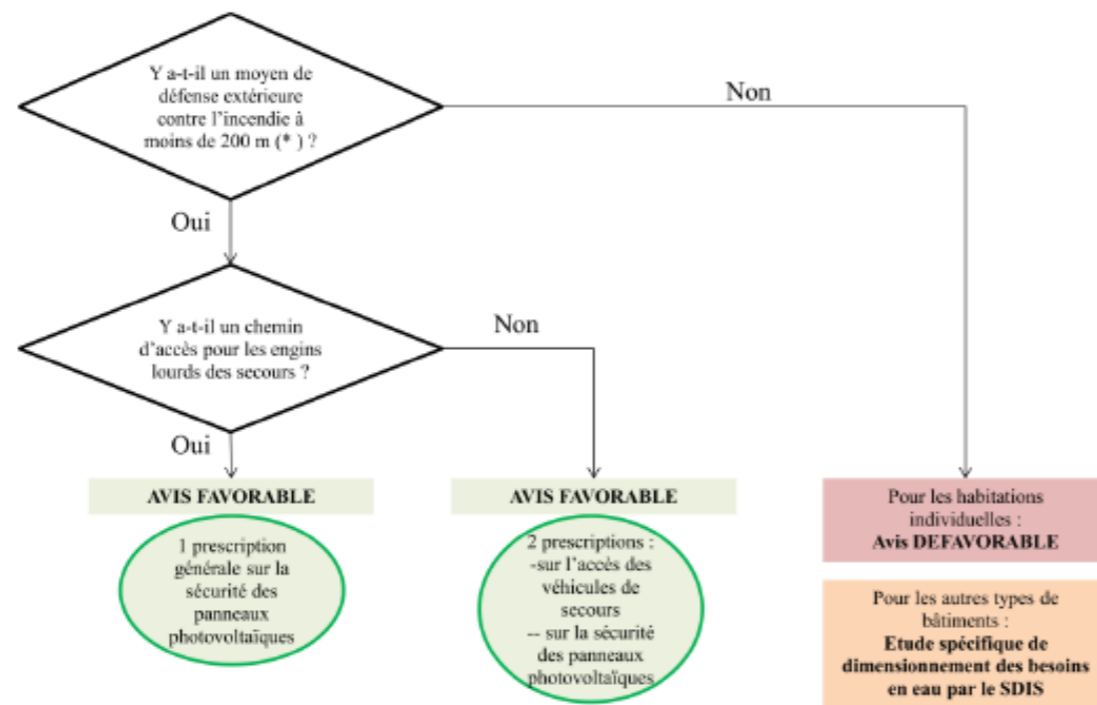 Y a-t-il un moyen de
défense extérieure
contre l'incendie à
moins de 200 m (* ) ?
Non
Oui
Y a-t-il un chemin
d'accès pour les engins
lourds des secours ?
Non
Oui
AVIS FAVORABLE
1 prescription
générale sur la
sécurité des
panneaux
photovoltaïques
AVIS FAVORABLE
2 prescriptions :
-sur l'accés des
véhicules de
secours
-- sur la sécurité
des panneaux
photovoltaïques
Pour les habitations
individuelles :
Avis DEFAVORABLE
Pour les autres types de
bâtiments :
Etude spécifique de
dimensionnement des besoins
en eau par le SDIS